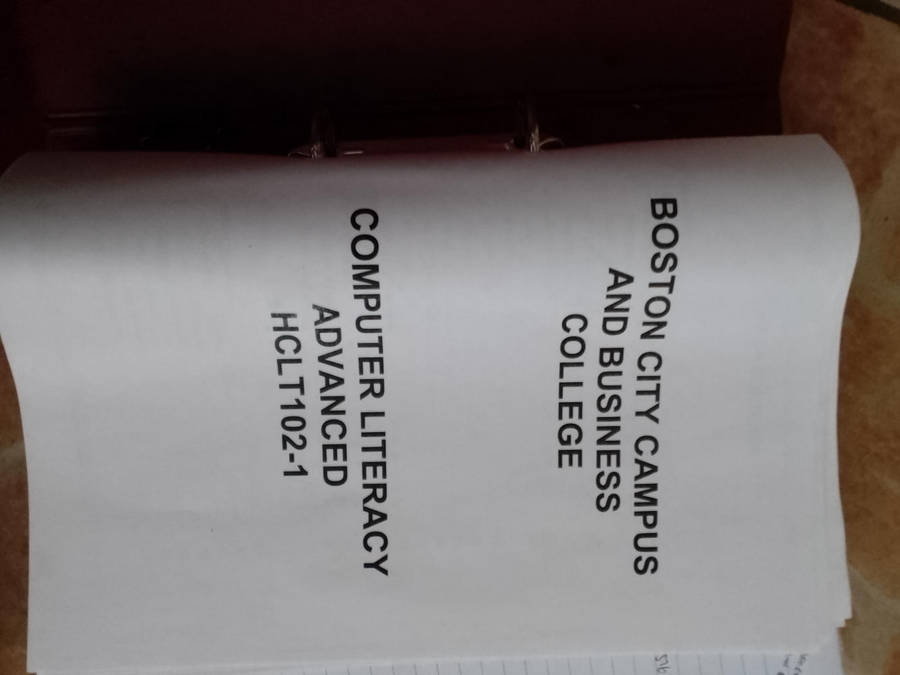 BOSTON CITY CAMPUS
AND BUSINESS
COLLEGE
COMPUTER LITERACY
ADVANCED
HCLT102-1